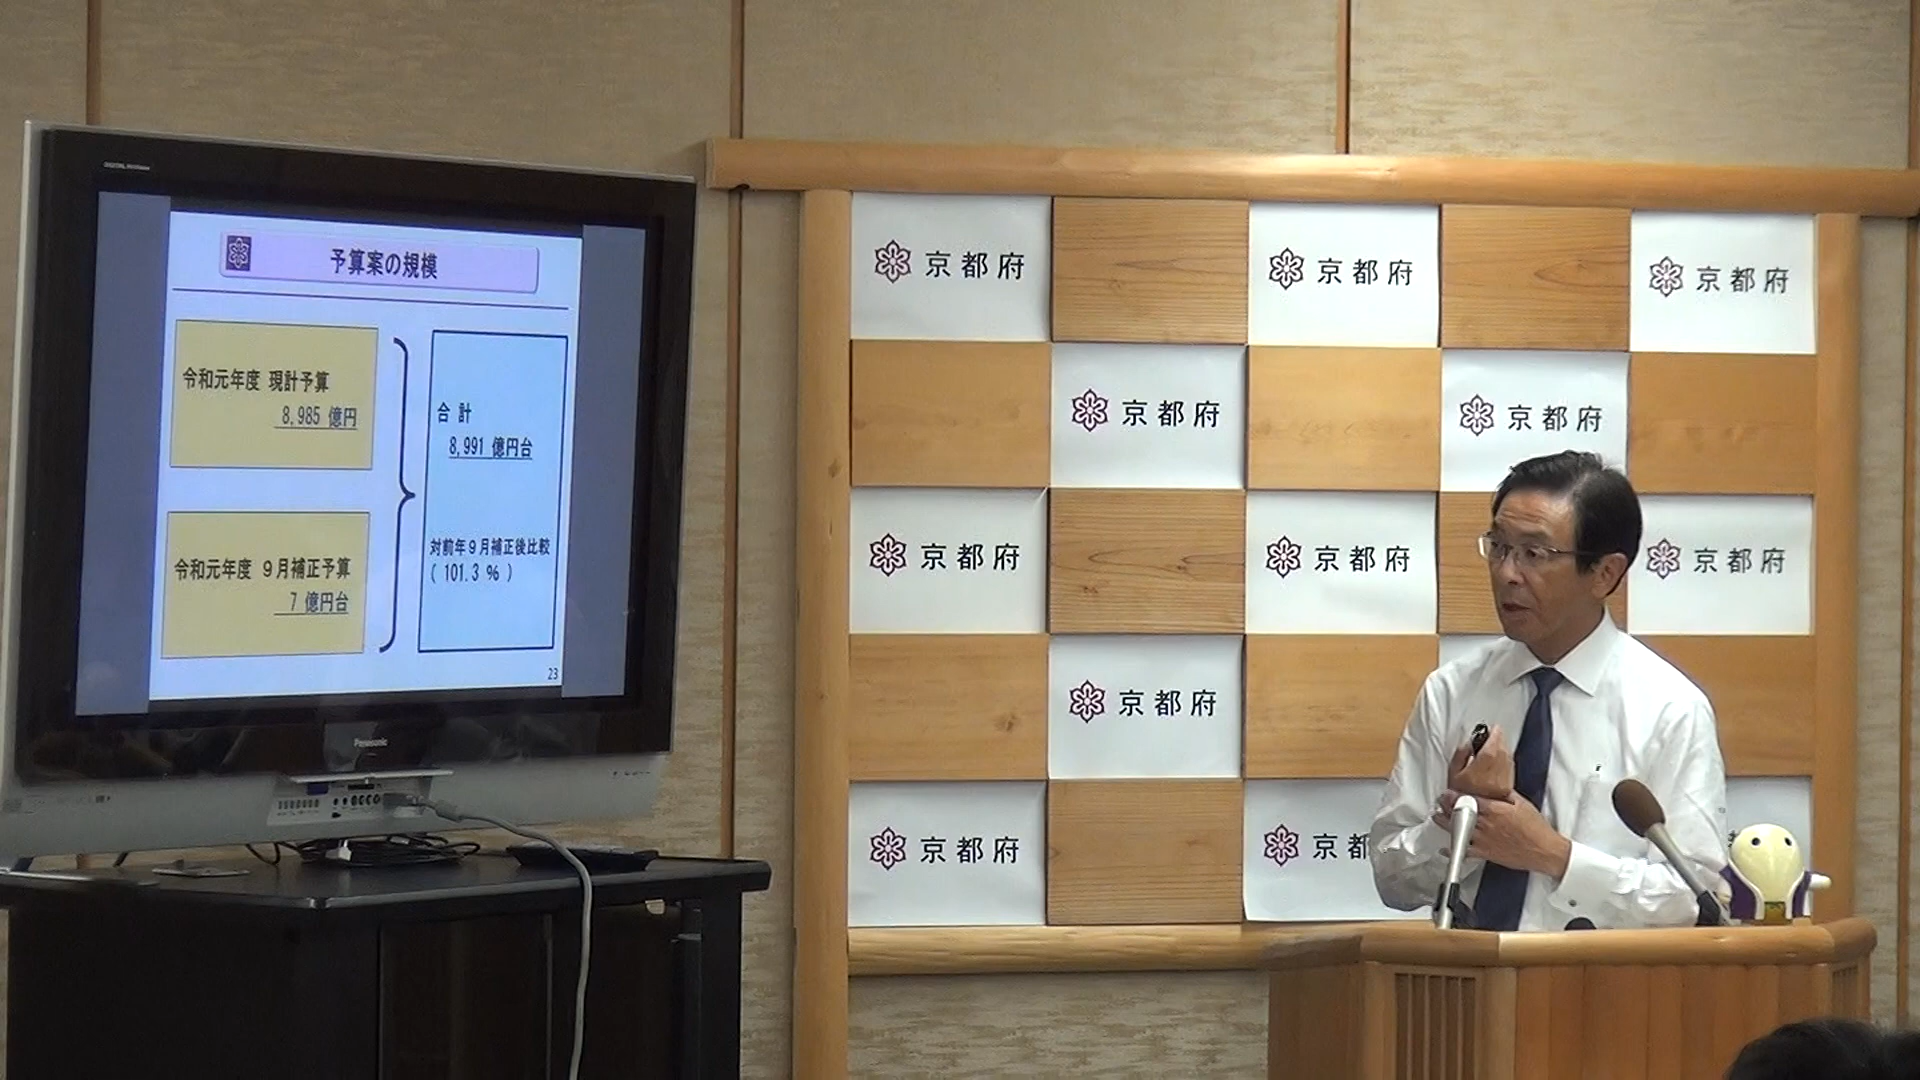 予算案の規模
令和元年度 現計予算
8,985 億円
令和元年度 9月補正予算
7 億円台
合計
8,991 億円台
対前年9月補正後比較
( 101.3 % )
23
Panasonic
京都府
京都府
京都府
京都府
京都府
京都府
京都府
京都府
京都府
京都府
京都